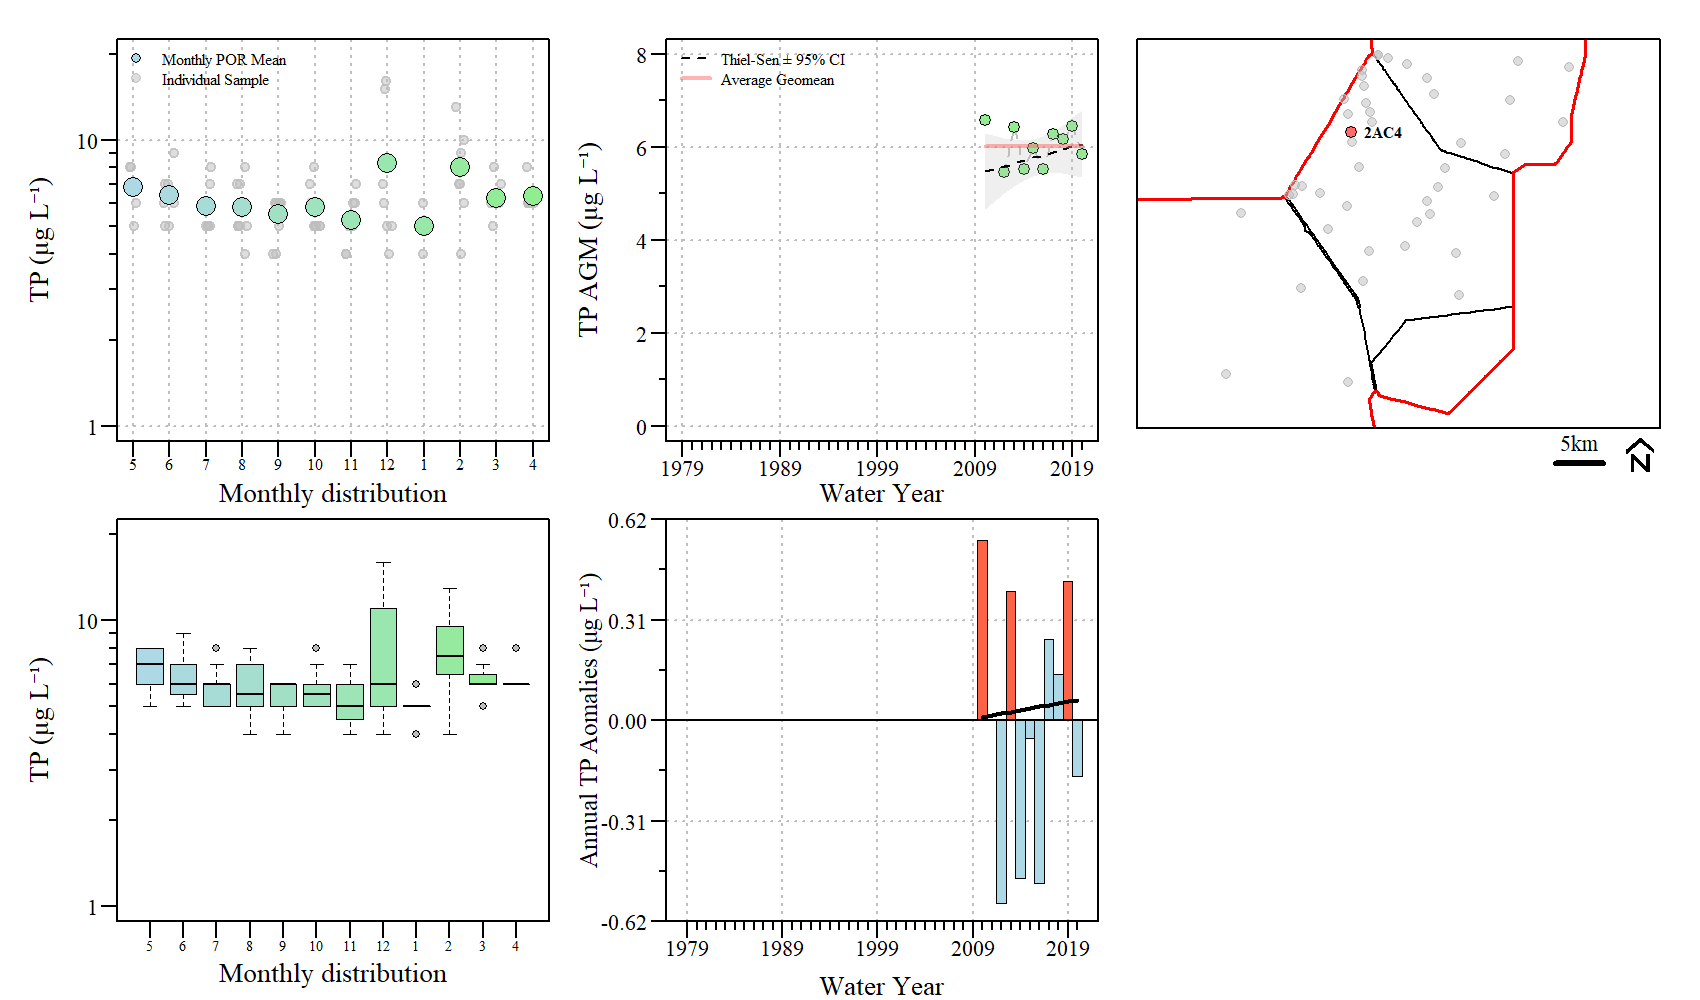 Monthly POR Mean
Individual Sample
10
1
TP (µg L⁻¹)
5 6 7 8 9 10 11 12 1 2 3 4
Monthly distribution
Thiel-Sen ± 95% CI
Average Geomean
8
6
4
2
0
TP AGM (µg L⁻¹)
1979 1989 1999 2009 2019
Water Year
2AC4
5km
N
10
1
TP (µg L⁻¹)
5 6 7 8 9 10 11 12 1 2 3 4
Monthly distribution
0.62
0.31
0.00
-0.31
-0.62
Annual TP Aomalies (µg L⁻¹)
1979 1989 1999 2009 2019
Water Year